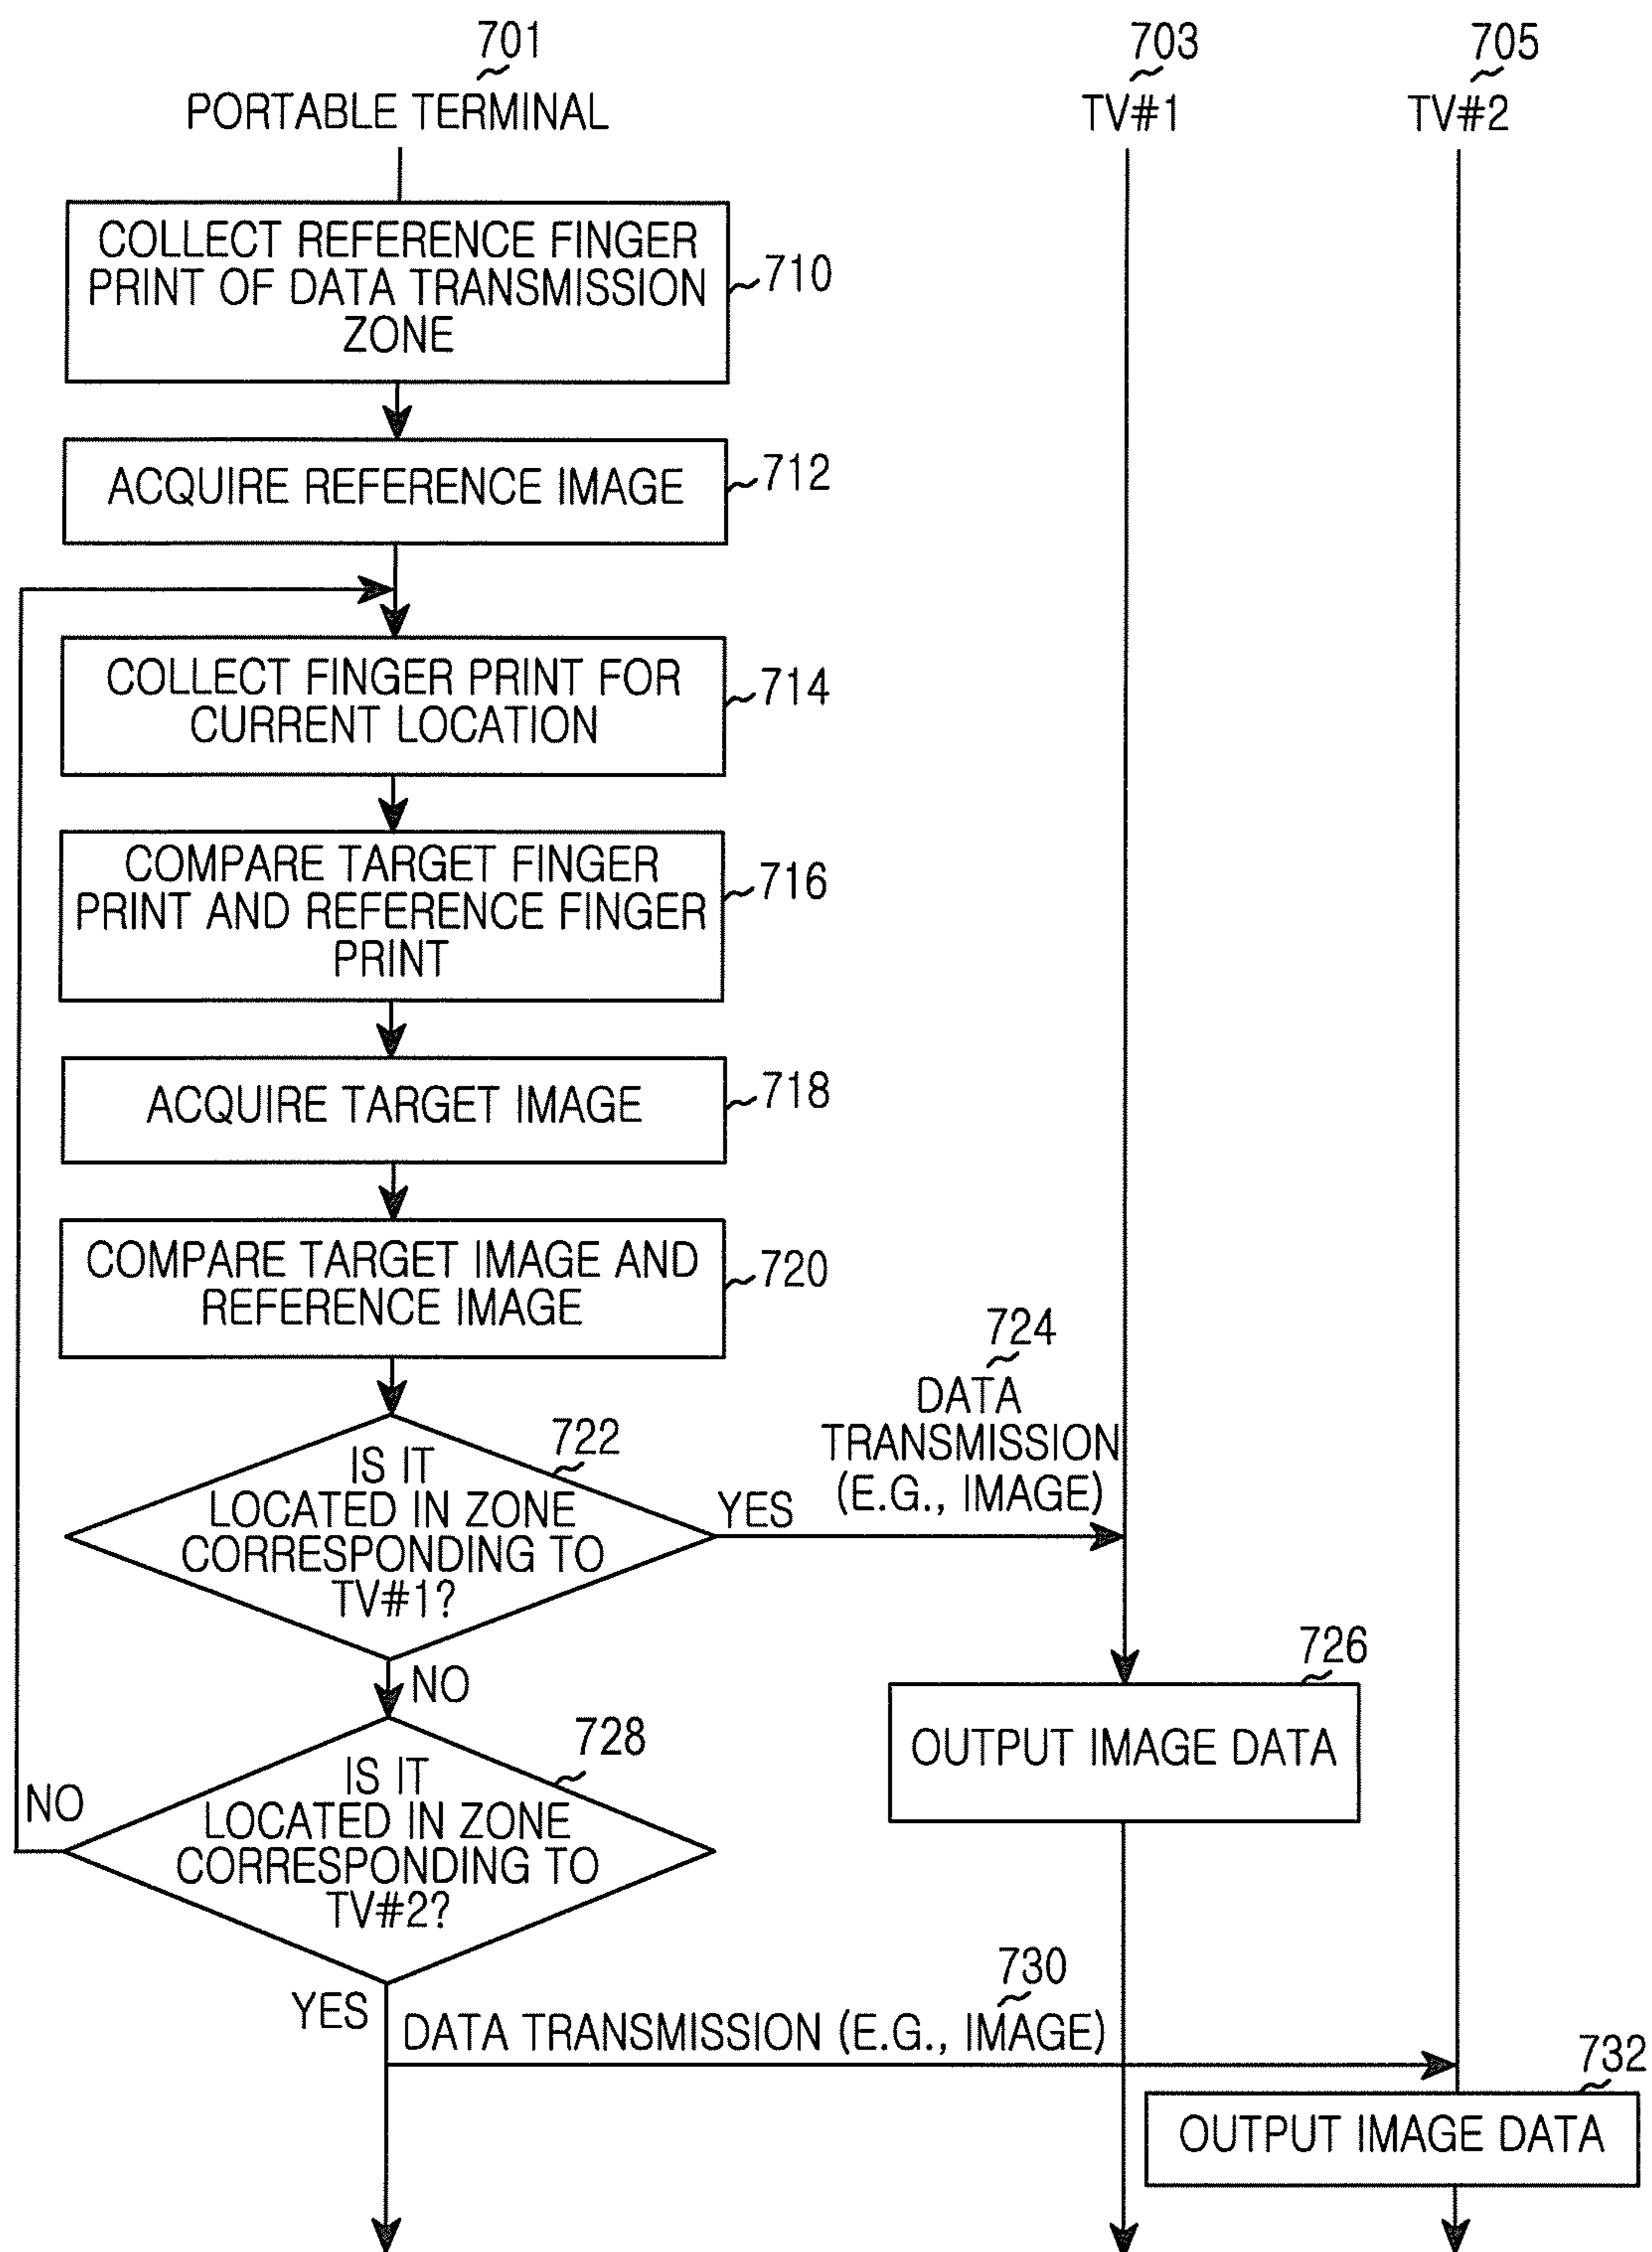 701
PORTABLE TERMINAL
703
TV#1
705
TV#2
COLLECT REFERENCE FINGER
PRINT OF DATA TRANSMISSION
ZONE
710
ACQUIRE REFERENCE IMAGE
712
COLLECT FINGER PRINT FOR
CURRENT LOCATION
714
COMPARE TARGET FINGER
PRINT AND REFERENCE FINGER
PRINT
716
ACQUIRE TARGET IMAGE
718
COMPARE TARGET IMAGE AND
REFERENCE IMAGE
720
722
IS IT
LOCATED IN ZONE
CORRESPONDING TO
TV#1?
YES
724
DATA
TRANSMISSION
(E.G., IMAGE)
NO
726
OUTPUT IMAGE DATA
728
IS IT
LOCATED IN ZONE
CORRESPONDING TO
TV#2?
NO
YES
730
DATA TRANSMISSION (E.G., IMAGE)
732
OUTPUT IMAGE DATA